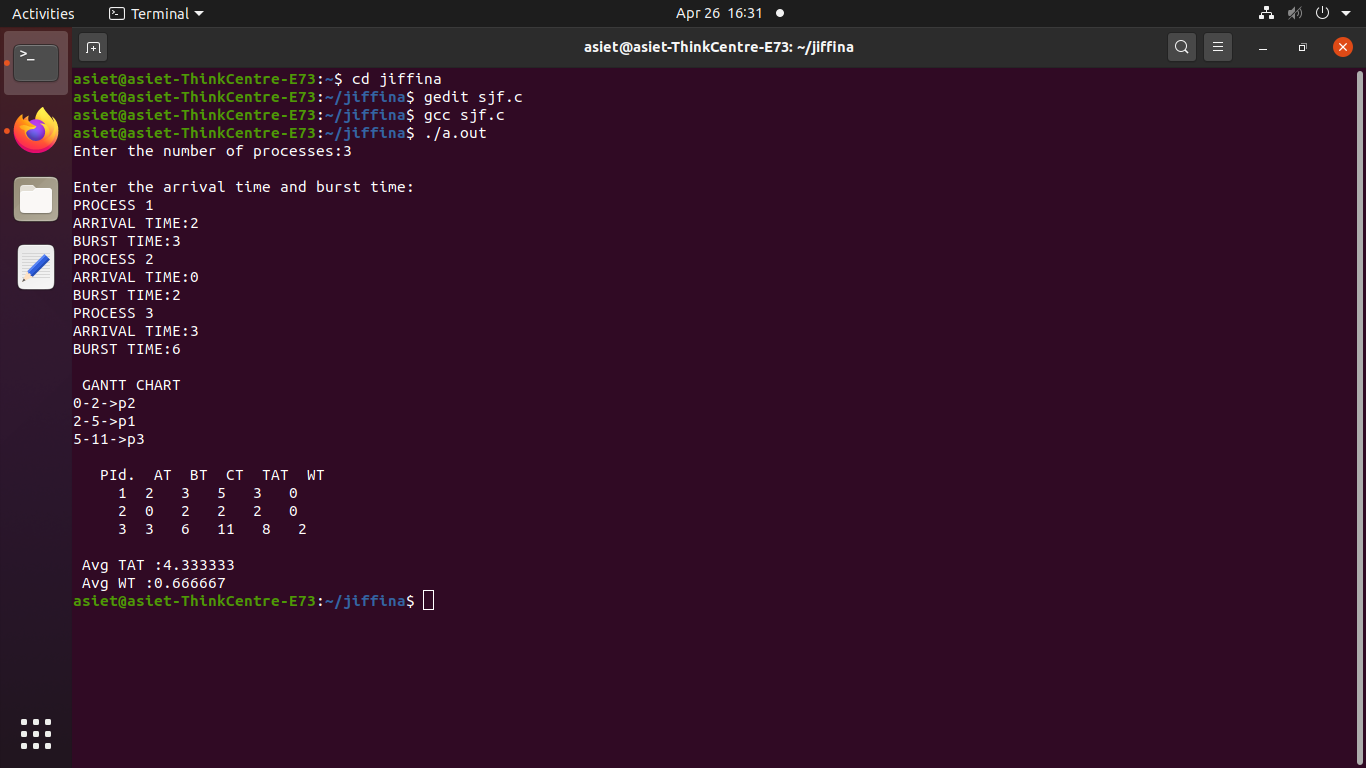 Activities Terminal Apr 26 16:31
asiet@asiet-ThinkCentre-E73: ~/jiffina
asiet@asiet-ThinkCentre-E73:~$ cd jiffina
asiet@asiet-ThinkCentre-E73:~/jiffina$ gedit sjf.c
asiet@asiet-ThinkCentre-E73:~/jiffina$ gcc sjf.c
asiet@asiet-ThinkCentre-E73:~/jiffina$ ./a.out
Enter the number of processes:3
Enter the arrival time and burst time:
PROCESS 1
ARRIVAL TIME:2
BURST TIME:3
PROCESS 2
ARRIVAL TIME:0
BURST TIME:2
PROCESS 3
ARRIVAL TIME:3
BURST TIME:6
GANTT CHART
0-2->p2
2-5->p1
5-11->p3
PId. AT BT CT TAT WT
1 2 3 5 3 0
2 0 2 2 2 0
3 3 6 11 8 2
Avg TAT :4.333333
Avg WT :0.666667
asiet@asiet-ThinkCentre-E73:~/jiffina$